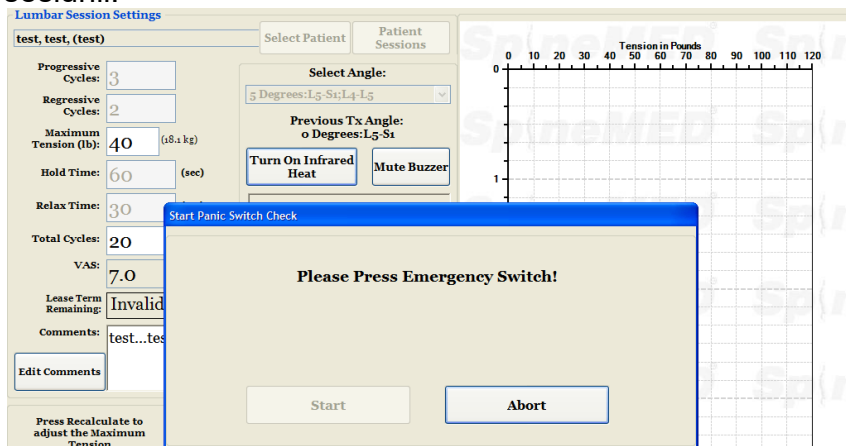 Lumbar Session Settings
test, test, (test)
Select Patient
Patient
Sessions
Progressive
Cycles:
3
Regressive
Cycles:
2
Maximum
Tension (lb):
40
(18.1 kg)
Hold Time:
60
(sec)
Relax Time:
30
Total Cycles:
20
VAS:
7.0
Lease Term
Remaining:
Invalid
Comments:
test...tes
Edit Comments
Press Recalculate to
adjust the Maximum
Tension
Select Angle:
5 Degrees:L5-S1;L4-L5
Previous Tx Angle:
0 Degrees:L5-S1
Turn On Infrared
Heat
Mute Buzzer
Start Panic Switch Check
Please Press Emergency Switch!
Start
Abort
SpineMED
Tension in Pounds
0 10 20 30 40 50 60 70 80 90 100 110 120
0
1
SpineMED